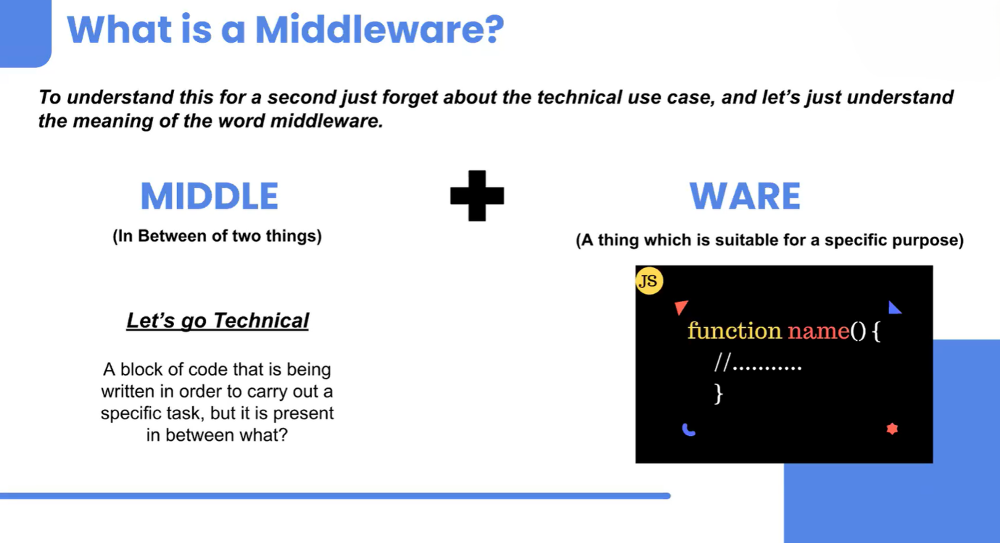 What is a Middleware?
To understand this for a second just forget about the technical use case, and let's just understand
the meaning of the word middleware.
MIDDLE
WARE
(In Between of two things)
(A thing which is suitable for a specific purpose)
Let's go Technical
A block of code that is being
written in order to carry out a
specific task, but it is present
in between what?
JS
function name() {
//...........
}